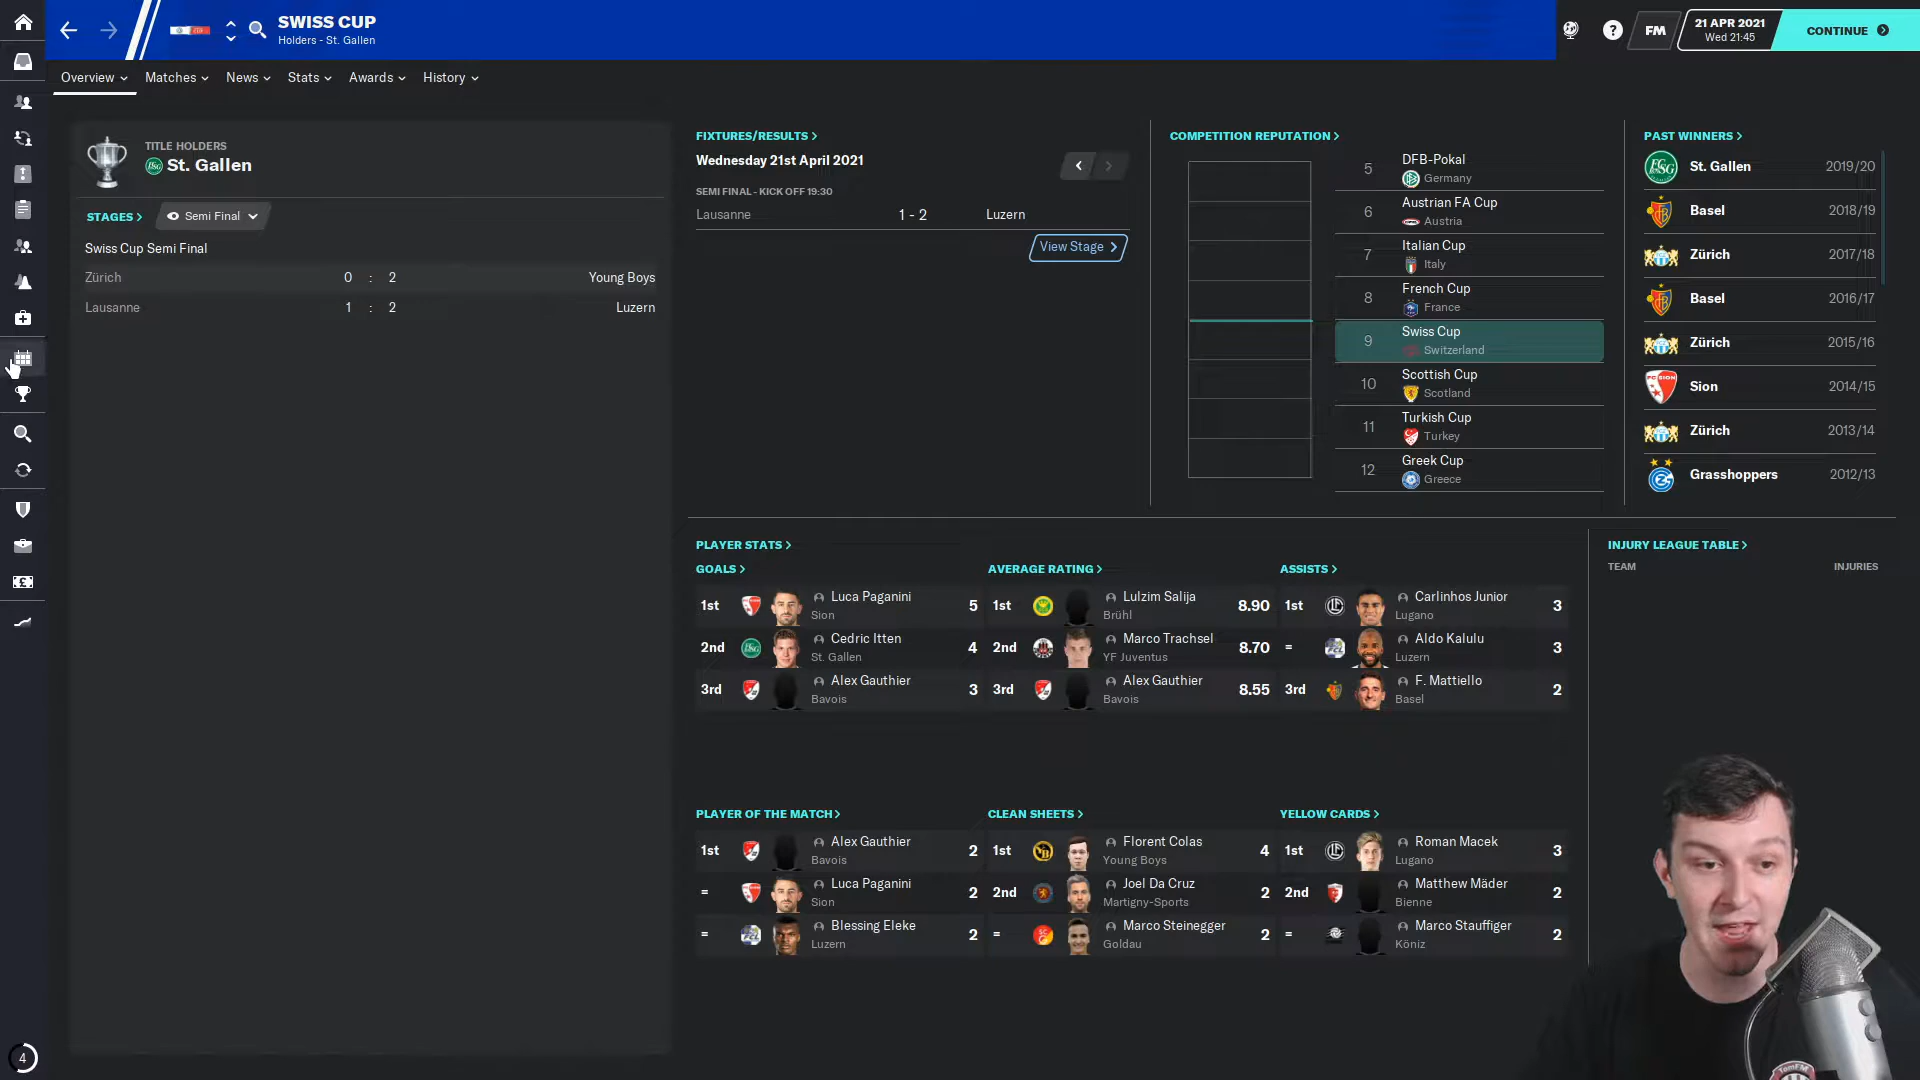 SWISS CUP
Holders - St. Gallen
FM
21 APR 2021
Wed 21:45
CONTINUE
Overview
Matches
News
Stats
Awards
History
TITLE HOLDERS
St. Gallen
STAGES
Semi Final
Swiss Cup Semi Final
Zürich 0 : 2 Young Boys
Lausanne 1 : 2 Luzern
FIXTURES/RESULTS
Wednesday 21st April 2021
SEMI FINAL - KICK OFF 19:30
Lausanne 1 - 2 Luzern
View Stage
COMPETITION REPUTATION
5 DFB-Pokal
Germany
6 Austrian FA Cup
Austria
7 Italian Cup
Italy
8 French Cup
France
9 Swiss Cup
Switzerland
10 Scottish Cup
Scotland
11 Turkish Cup
Turkey
12 Greek Cup
Greece
PAST WINNERS
St. Gallen 2019/20
Basel 2018/19
Zürich 2017/18
Basel 2016/17
Zürich 2015/16
Sion 2014/15
Zürich 2013/14
Grasshoppers 2012/13
PLAYER STATS
GOALS
1st Luca Paganini 5
Sion
2nd Cedric Itten 4
St. Gallen
3rd Alex Gauthier 3
Bavois
AVERAGE RATING
1st Lulzim Salija 8.90
Brühl
2nd Marco Trachsel 8.70
YF Juventus
3rd Alex Gauthier 8.55
Bavois
ASSISTS
1st Carlinhos Junior 3
Lugano
= Aldo Kalulu 3
Luzern
3rd F. Mattiello 2
Basel
INJURY LEAGUE TABLE
TEAM INJURIES
PLAYER OF THE MATCH
1st Alex Gauthier 2
Bavois
= Luca Paganini 2
Sion
= Blessing Eleke 2
Luzern
CLEAN SHEETS
1st Florent Colas 4
Young Boys
2nd Joel Da Cruz 2
Martigny-Sports
= Marco Steinegger 2
Goldau
YELLOW CARDS
1st Roman Macek 3
Lugano
2nd Matthew Mäder 2
Bienne
= Marco Stauffiger 2
Köniz
4
TomFM